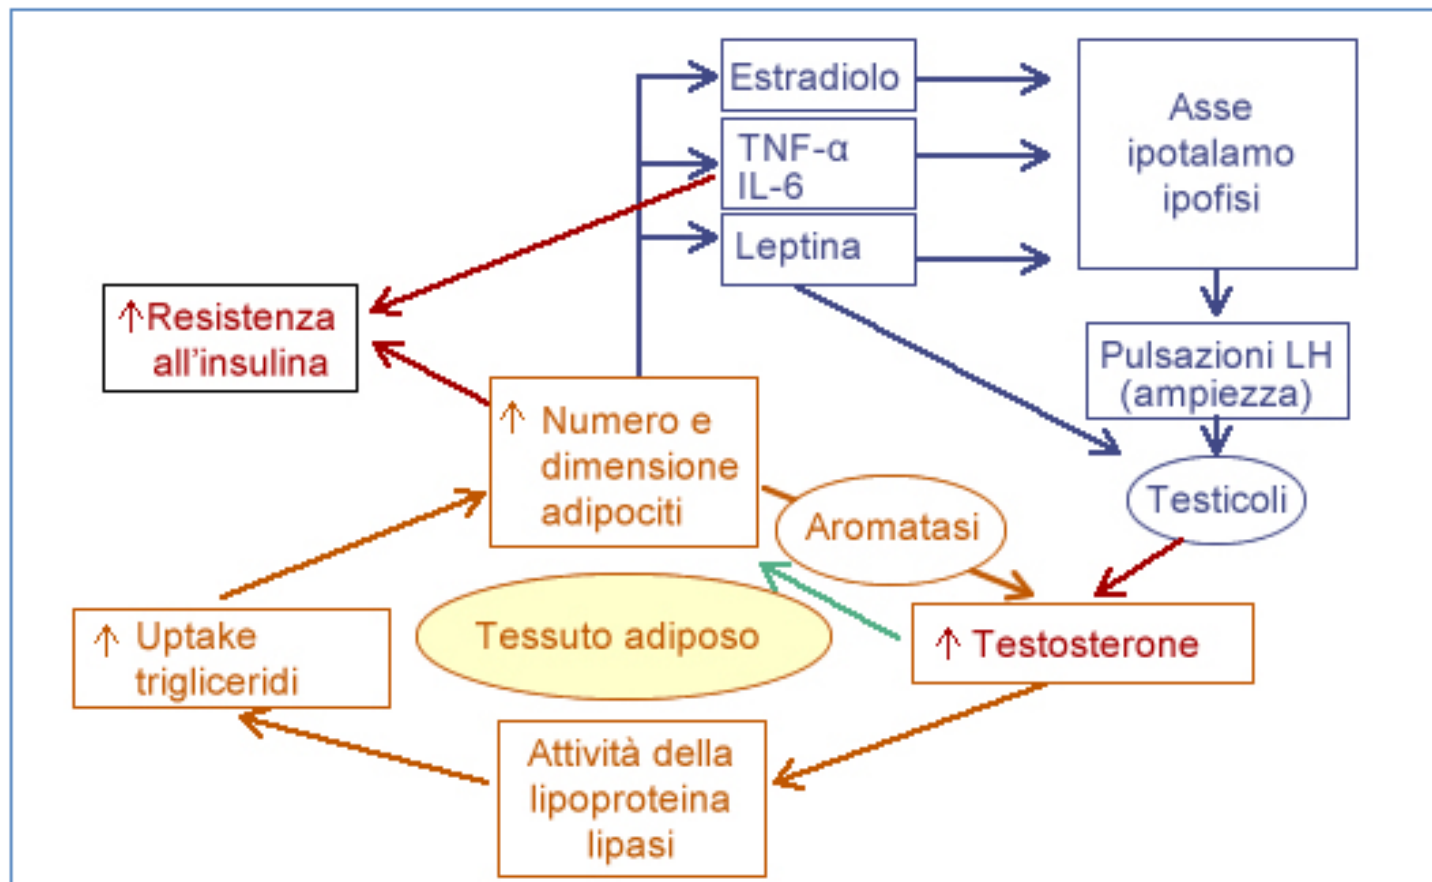 Estradiolo
TNF-α
IL-6
Leptina
Asse
ipotalamo
ipofisi
↑Resistenza
all'insulina
Pulsazioni LH
(ampiezza)
↑ Numero e
dimensione
adipociti
Aromatasi
Testicoli
Tessuto adiposo
↑ Testosterone
↑ Uptake
trigliceridi
Attività della
lipoproteina
lipasi